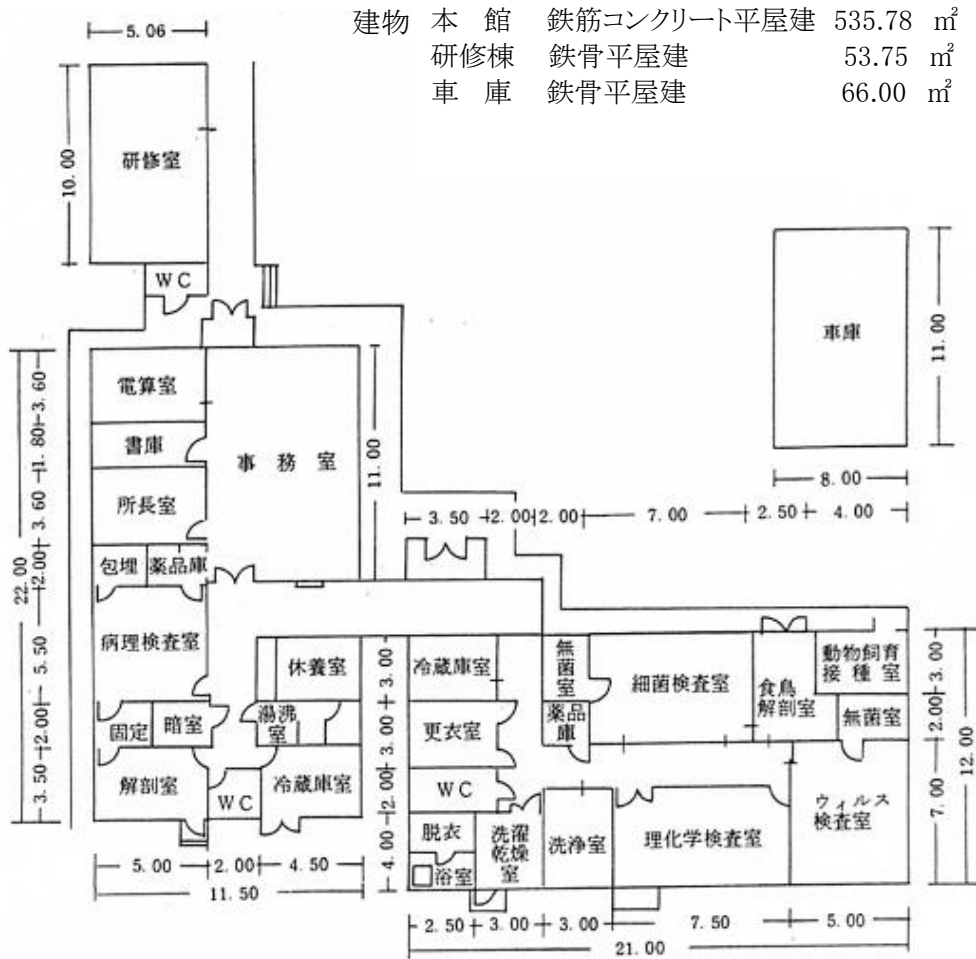 建物 本 館 鉄筋コンクリート平屋建 535.78 ㎡
研修棟 鉄骨平屋建 53.75 ㎡
車 庫 鉄骨平屋建 66.00 ㎡
5.06
10.00
研修室
WC
車庫
11.00
8.00
22.00
3.60
1.80
3.60
2.00
5.50
2.00
3.50
電算室
書庫
所長室
事務室
11.00
包埋
薬品庫
病理検査室
固定
暗室
解剖室
WC
休養室
湯沸室
冷蔵庫室
5.00
2.00
4.50
11.50
3.50
2.00
2.00
7.00
2.50
4.00
3.00
3.00
2.00
4.00
冷蔵庫室
更衣室
WC
脱衣
浴室
洗濯
乾燥
室
無菌室
薬品庫
細菌検査室
食鳥
解剖室
動物飼育
接種室
無菌室
洗浄室
理化学検査室
ウィルス
検査室
3.00
2.00
7.00
12.00
2.50
3.00
3.00
7.50
5.00
21.00